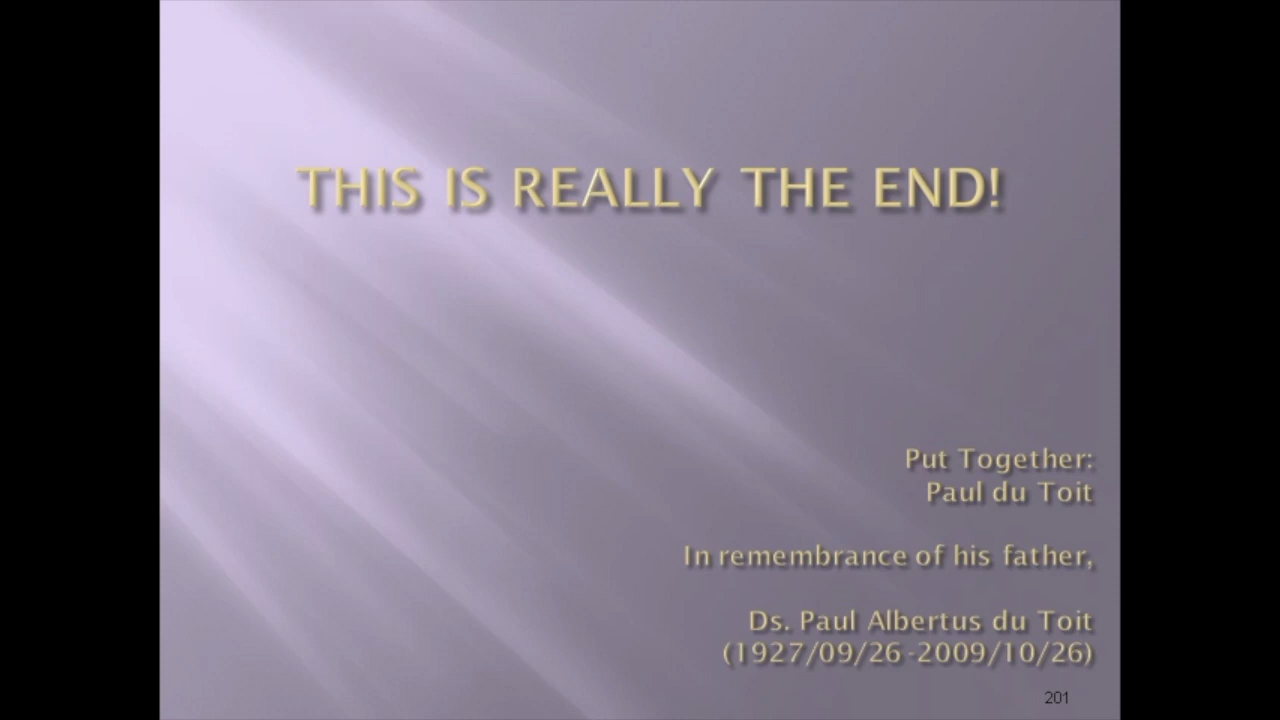 THIS IS REALLY THE END!
Put Together:
Paul du Toit
In remembrance of his father,
Ds. Paul Albertus du Toit
(1927/09/26-2009/10/26)
201